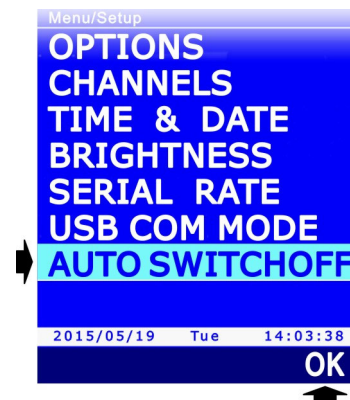 Menu/Setup
OPTIONS
CHANNELS
TIME & DATE
BRIGHTNESS
SERIAL RATE
USB COM MODE
AUTO SWITCHOFF
2015/05/19 Tue 14:03:38
OK